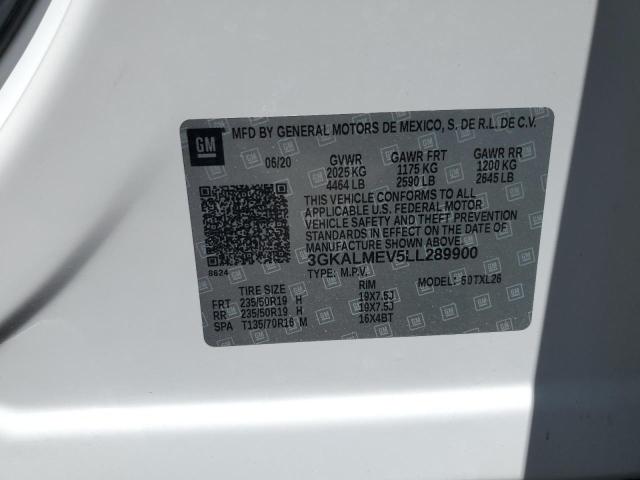 GM MFD BY GENERAL MOTORS DE MEXICO, S. DE R.L. DE C.V.
06/20 GVWR GAWR FRT GAWR RR
2025 KG 1175 KG 1200 KG
4464 LB 2590 LB 2645 LB
THIS VEHICLE CONFORMS TO ALL
APPLICABLE U.S. FEDERAL MOTOR
VEHICLE SAFETY AND THEFT PREVENTION
STANDARDS IN EFFECT ON THE DATE OF
MANUFACTURE SHOWN ABOVE.
3GKALMEV5LL289900
8624
TYPE: M.P.V. MODEL: 60TXL26
TIRE SIZE RIM
FRT 235/50R19 H 19X7.5J
RR 235/50R19 H 19X7.5J
SPA T135/70R16 M 16X4BT